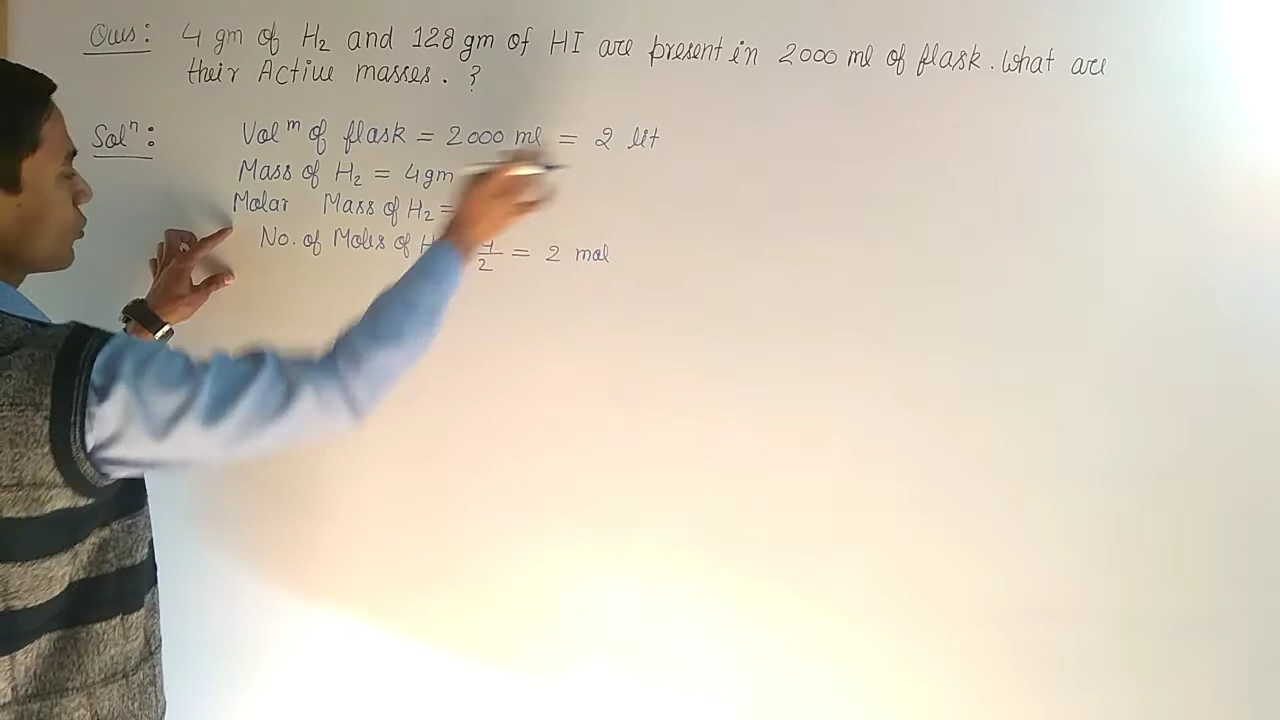 Ques: 4 gm of H₂ and 128 gm of HI are present in 2000 ml of flask. What are
their Active masses. ?
Solⁿ: Volᵐ of flask = 2000 ml = 2 lit
Mass of H₂ = 4gm
Molar Mass of H₂ =
No. of Moles of H 4/2 = 2 mol